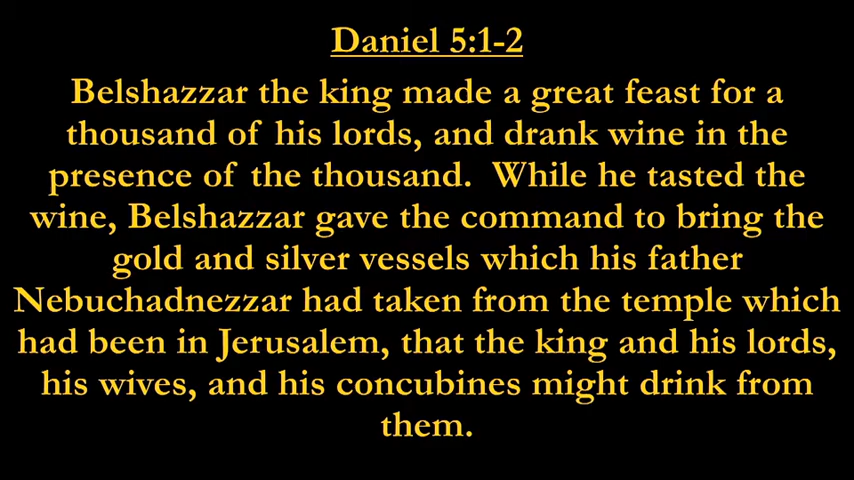 Daniel 5:1-2
Belshazzar the king made a great feast for a
thousand of his lords, and drank wine in the
presence of the thousand.  While he tasted the
wine, Belshazzar gave the command to bring the
gold and silver vessels which his father
Nebuchadnezzar had taken from the temple which
had been in Jerusalem, that the king and his lords,
his wives, and his concubines might drink from
them.